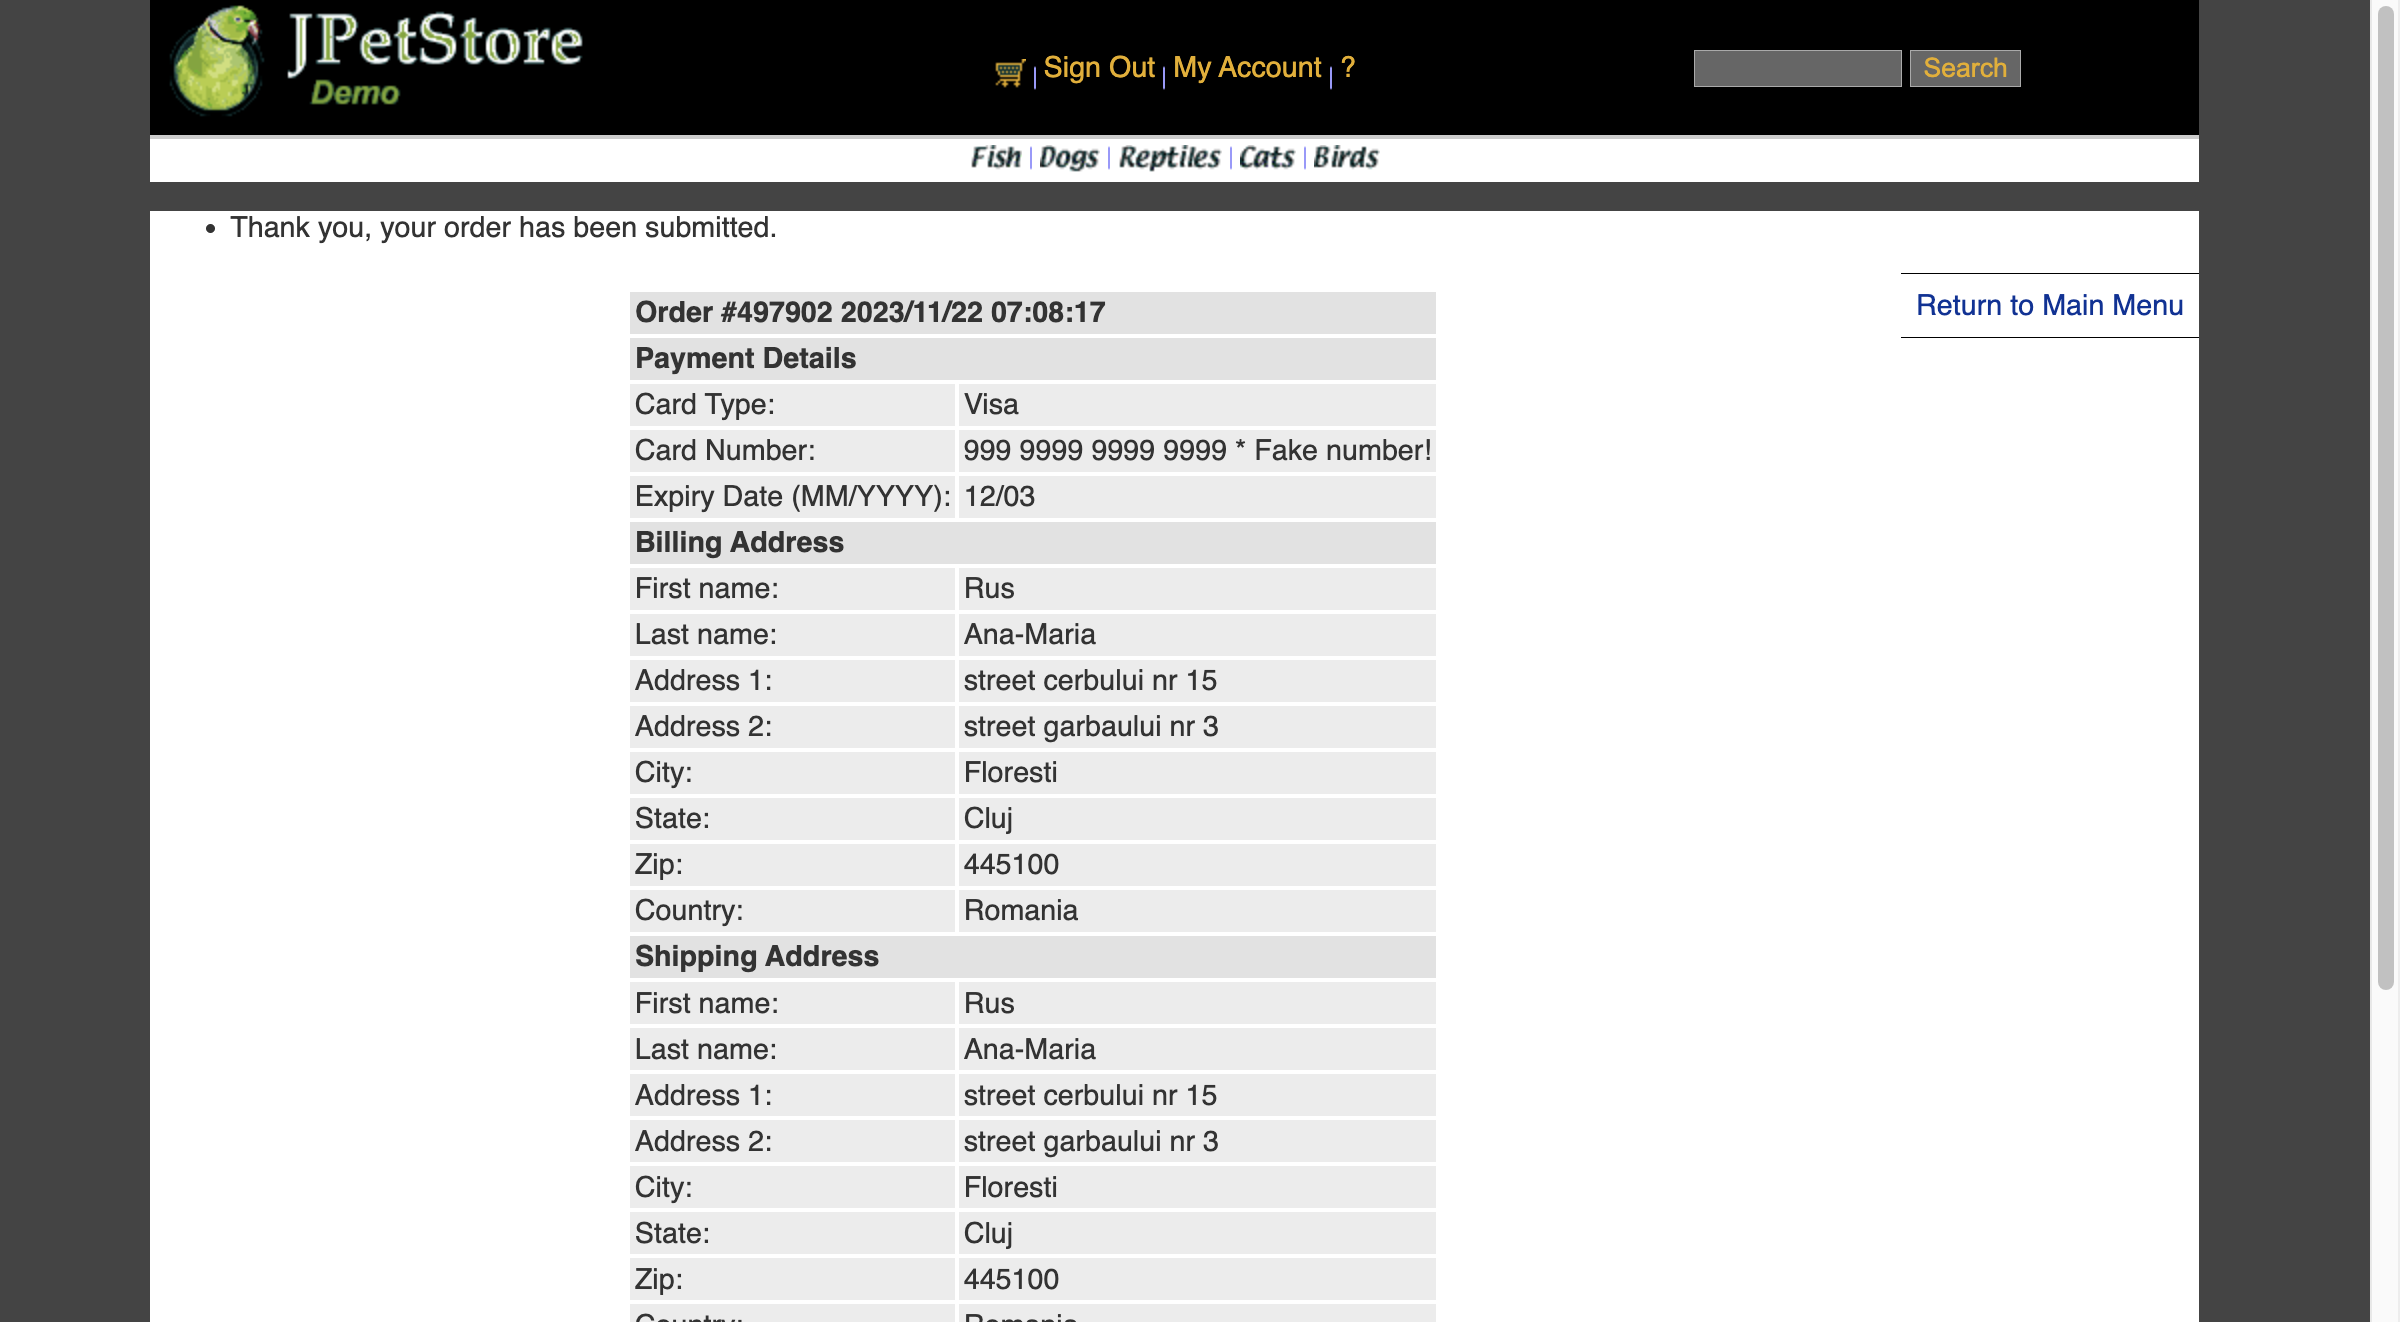 JPetStore
Demo
| Sign Out | My Account | ?
Search
Fish | Dogs | Reptiles | Cats | Birds
• Thank you, your order has been submitted.
Return to Main Menu
Order #497902 2023/11/22 07:08:17
Payment Details
Card Type: Visa
Card Number: 999 9999 9999 9999 * Fake number!
Expiry Date (MM/YYYY): 12/03
Billing Address
First name: Rus
Last name: Ana-Maria
Address 1: street cerbului nr 15
Address 2: street garbaului nr 3
City: Floresti
State: Cluj
Zip: 445100
Country: Romania
Shipping Address
First name: Rus
Last name: Ana-Maria
Address 1: street cerbului nr 15
Address 2: street garbaului nr 3
City: Floresti
State: Cluj
Zip: 445100
Country: Romania